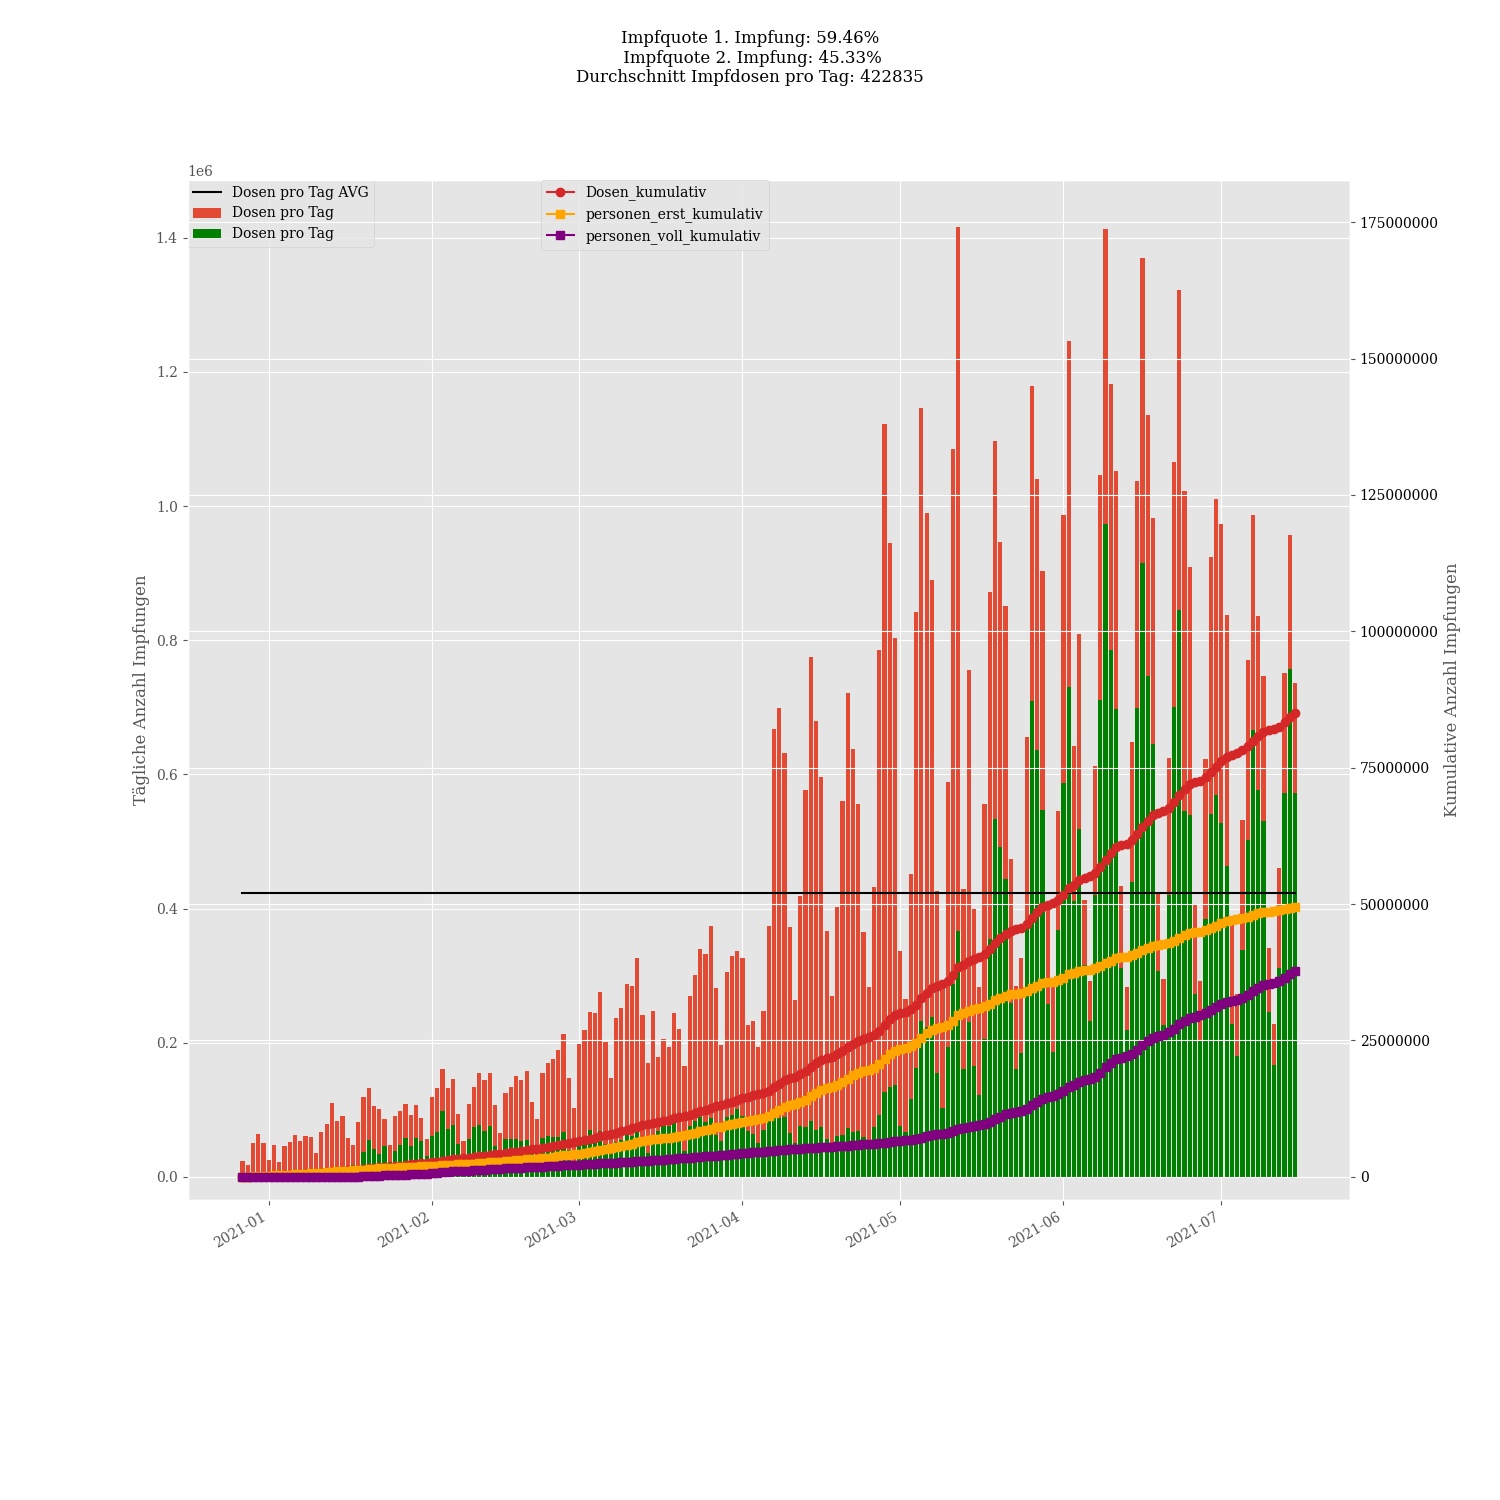 Impfquote 1. Impfung: 59.46%
Impfquote 2. Impfung: 45.33%
Durchschnitt Impfdosen pro Tag: 422835
1e6
Dosen pro Tag AVG
Dosen pro Tag
Dosen pro Tag
Dosen_kumulativ
personen_erst_kumulativ
personen_voll_kumulativ
Tägliche Anzahl Impfungen
1.4
1.2
1.0
0.8
0.6
0.4
0.2
0.0
175000000
150000000
125000000
100000000
75000000
50000000
25000000
0
Kumulative Anzahl Impfungen
2021-01
2021-02
2021-03
2021-04
2021-05
2021-06
2021-07